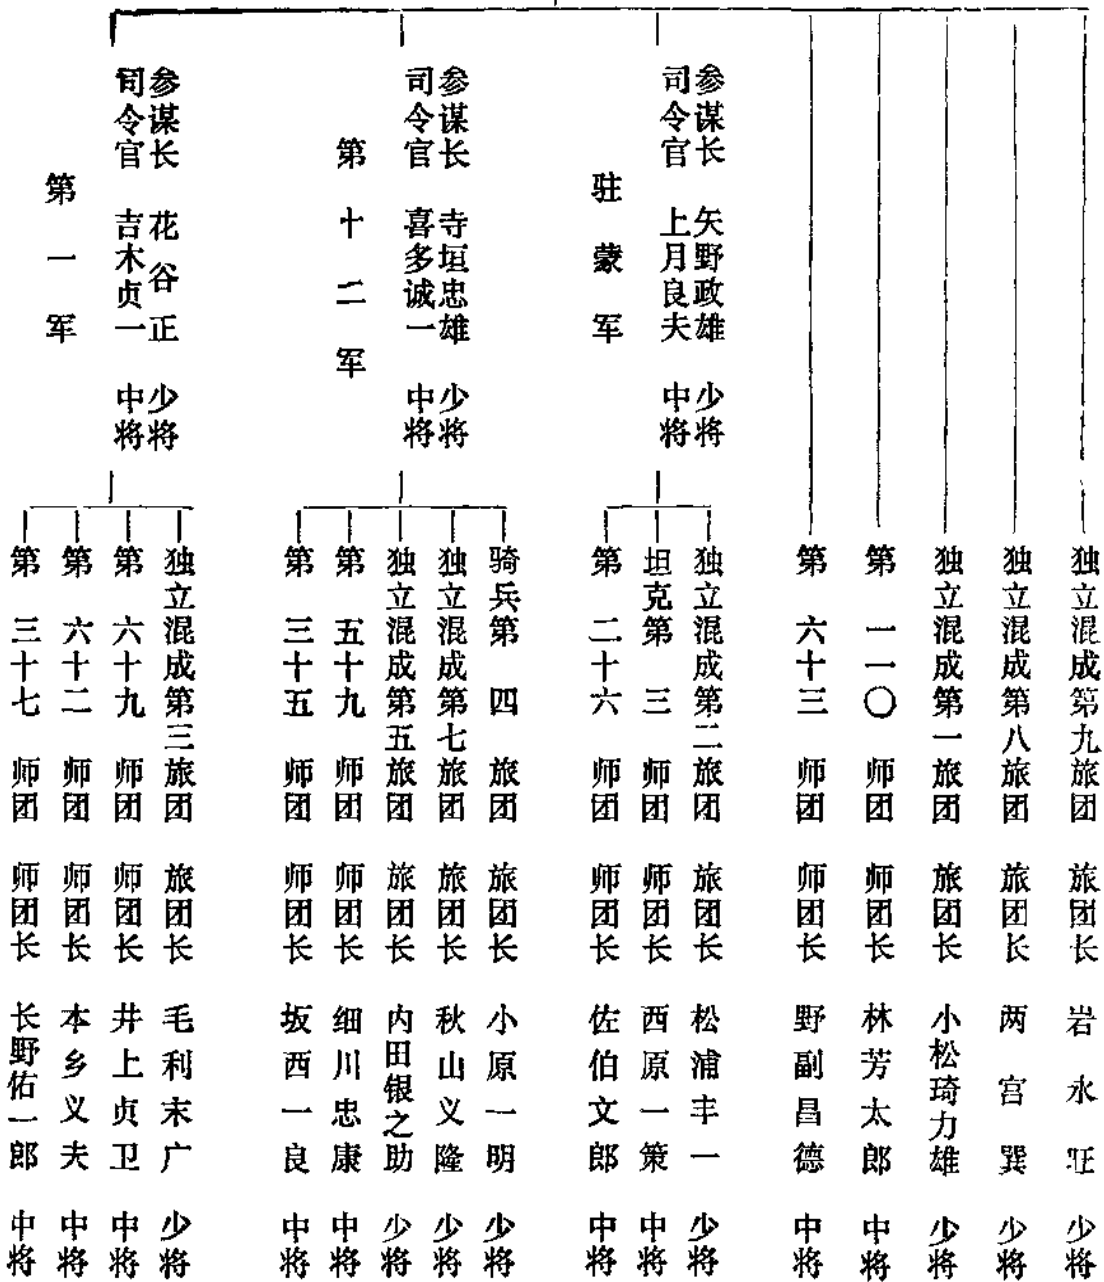 第一军
司令官 吉木贞一 中将
参谋长 花谷正 少将
第三十七师团 师团长 长野佑一郎 中将
第六十二师团 师团长 本乡义夫 中将
第六十九师团 师团长 井上贞卫 中将
独立混成第三旅团 旅团长 毛利末广 少将
第十二军
司令官 喜多诚一 中将
参谋长 寺垣忠雄 少将
第三十五师团 师团长 坂西一良 中将
第五十九师团 师团长 细川忠康 中将
独立混成第五旅团 旅团长 内田银之助 少将
独立混成第七旅团 旅团长 秋山义隆 少将
骑兵第四旅团 旅团长 小原一明 少将
驻蒙军
司令官 上月良夫 中将
参谋长 矢野政雄 少将
第二十六师团 师团长 佐伯文郎 中将
坦克第三师团 师团长 西原一策 中将
独立混成第二旅团 旅团长 松浦丰一 少将
第六十三师团 师团长 野副昌德 中将
第一一〇师团 师团长 林芳太郎 中将
独立混成第一旅团 旅团长 小松琦力雄 少将
独立混成第八旅团 旅团长 两宫巽 少将
独立混成第九旅团 旅团长 岩永旺 少将